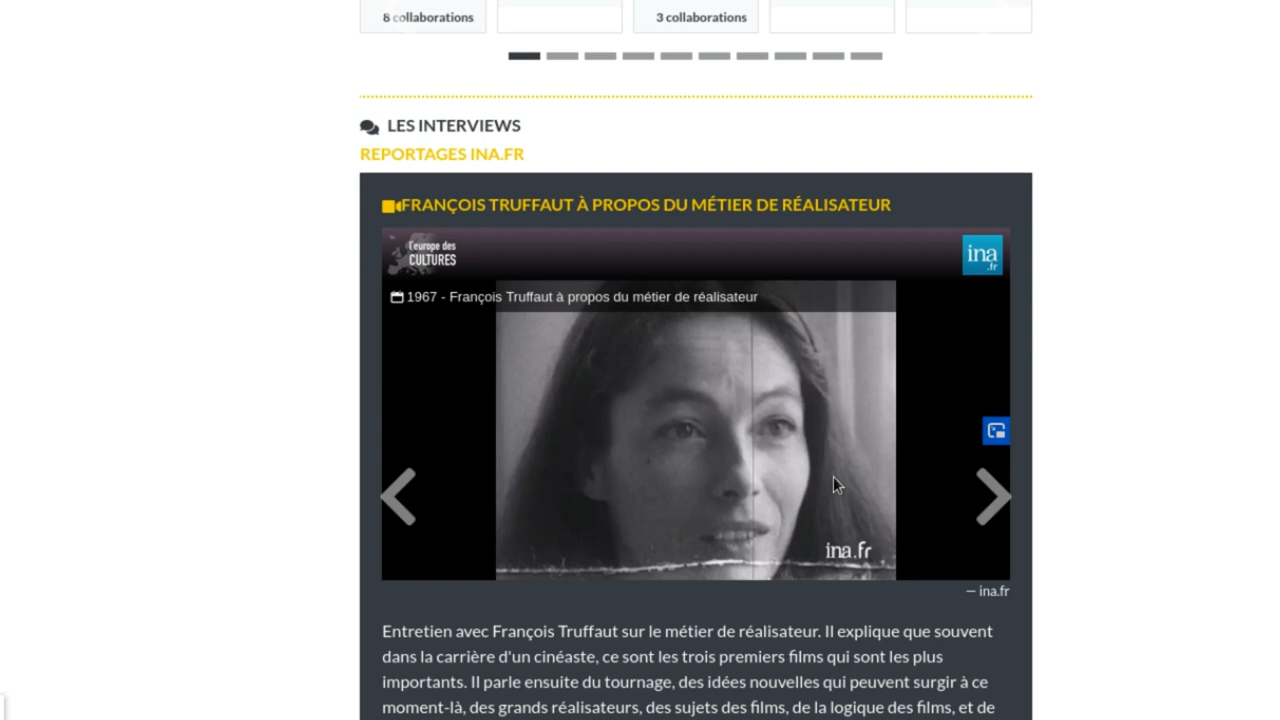 8 collaborations
3 collaborations
LES INTERVIEWS
REPORTAGES INA.FR
FRANÇOIS TRUFFAUT À PROPOS DU MÉTIER DE RÉALISATEUR
l'europe des
CULTURES
ina
.fr
1967 - François Truffaut à propos du métier de réalisateur
ina.fr
— ina.fr
Entretien avec François Truffaut sur le métier de réalisateur. Il explique que souvent
dans la carrière d'un cinéaste, ce sont les trois premiers films qui sont les plus
importants. Il parle ensuite du tournage, des idées nouvelles qui peuvent surgir à ce
moment-là, des grands réalisateurs, des sujets des films, de la logique des films, et de